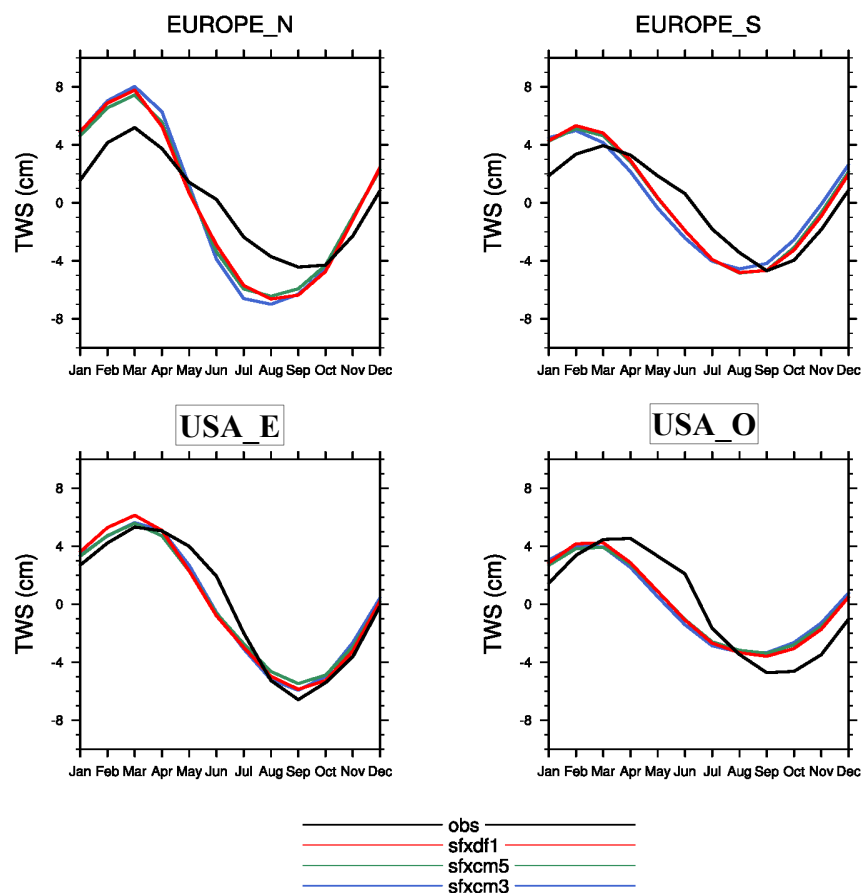 EUROPE_N
EUROPE_S
TWS (cm)
8
4
0
-4
-8
Jan Feb Mar Apr May Jun Jul Aug Sep Oct Nov Dec
TWS (cm)
8
4
0
-4
-8
Jan Feb Mar Apr May Jun Jul Aug Sep Oct Nov Dec
USA_E
USA_O
TWS (cm)
8
4
0
-4
-8
Jan Feb Mar Apr May Jun Jul Aug Sep Oct Nov Dec
TWS (cm)
8
4
0
-4
-8
Jan Feb Mar Apr May Jun Jul Aug Sep Oct Nov Dec
obs
sfxdf1
sfxcm5
sfxcm3